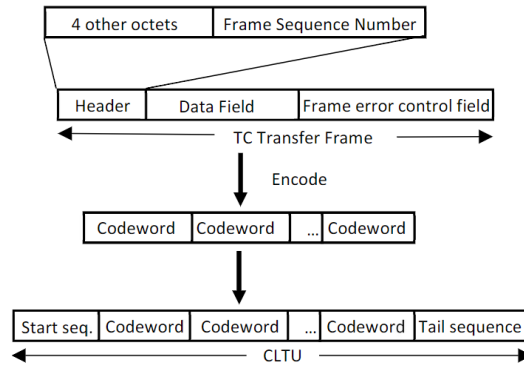 4 other octets Frame Sequence Number
Header Data Field Frame error control field
TC Transfer Frame
Encode
Codeword Codeword ... Codeword
Start seq. Codeword Codeword ... Codeword Tail sequence
CLTU